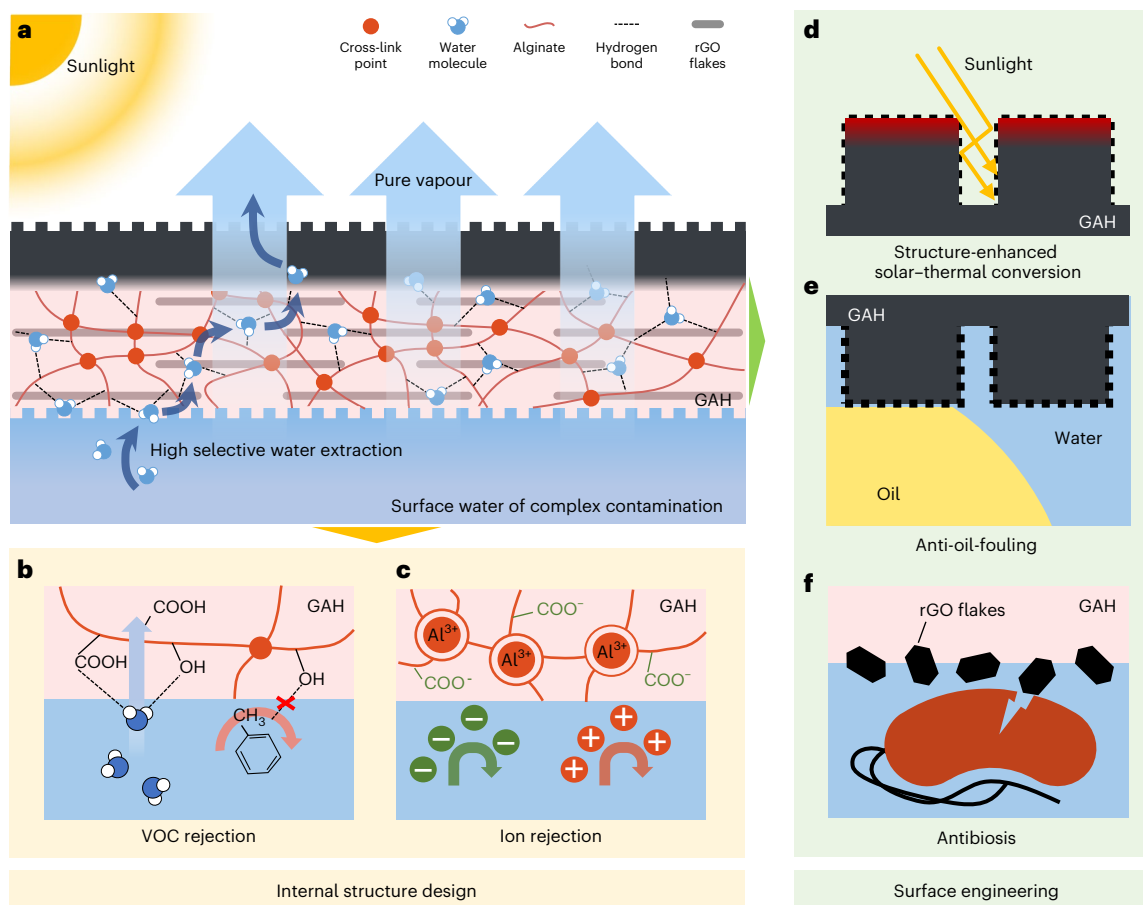 a
Sunlight
Cross-link
point
Water
molecule
Alginate
Hydrogen
bond
rGO
flakes
Pure vapour
GAH
High selective water extraction
Surface water of complex contamination
b
COOH
GAH
COOH
OH
OH
CH₃
VOC rejection
c
COO⁻
GAH
Al³⁺
Al³⁺
Al³⁺
COO⁻
COO⁻
− − − −
+ + + +
Ion rejection
Internal structure design
d
Sunlight
GAH
Structure-enhanced
solar–thermal conversion
e
GAH
Water
Oil
Anti-oil-fouling
f
rGO flakes
GAH
Antibiosis
Surface engineering